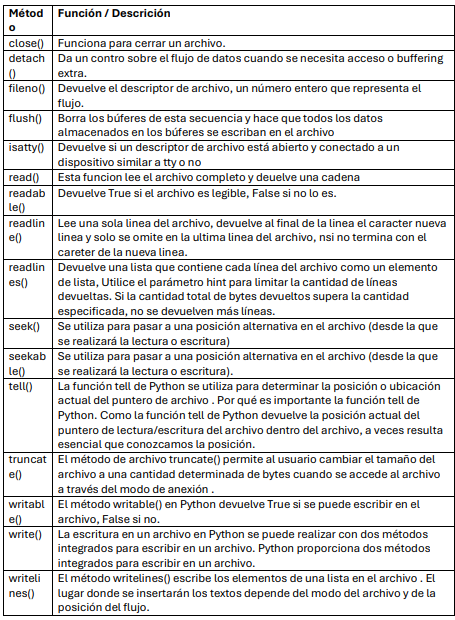 Métod
o
Función / Descrición
close()
Funciona para cerrar un archivo.
detach
()
Da un contro sobre el flujo de datos cuando se necesita acceso o buffering
extra.
fileno()
Devuelve el descriptor de archivo, un número entero que representa el
flujo.
flush()
Borra los búferes de esta secuencia y hace que todos los datos
almacenados en los búferes se escriban en el archivo
isatty()
Devuelve si un descriptor de archivo está abierto y conectado a un
dispositivo similar a tty o no
read()
Esta funcion lee el archivo completo y deuelve una cadena
readab
le()
Devuelve True si el archivo es legible, False si no lo es.
readlin
e()
Lee una sola linea del archivo, devuelve al final de la linea el caracter nueva
linea y solo se omite en la ultima linea del archivo, nsi no termina con el
careter de la nueva linea.
readlin
es()
Devuelve una lista que contiene cada línea del archivo como un elemento
de lista, Utilice el parámetro hint para limitar la cantidad de líneas
devueltas. Si la cantidad total de bytes devueltos supera la cantidad
especificada, no se devuelven más líneas.
seek()
Se utiliza para pasar a una posición alternativa en el archivo (desde la que
se realizará la lectura o escritura)
seekab
le()
Se utiliza para pasar a una posición alternativa en el archivo (desde la que
se realizará la lectura o escritura).
tell()
La función tell de Python se utiliza para determinar la posición o ubicación
actual del puntero de archivo . Por qué es importante la función tell de
Python. Como la función tell de Python devuelve la posición actual del
puntero de lectura/escritura del archivo dentro del archivo, a veces resulta
esencial que conozcamos la posición.
truncat
e()
El método de archivo truncate() permite al usuario cambiar el tamaño del
archivo a una cantidad determinada de bytes cuando se accede al archivo
a través del modo de anexión .
writabl
e()
El método writable() en Python devuelve True si se puede escribir en el
archivo, False si no.
write()
La escritura en un archivo en Python se puede realizar con dos métodos
integrados para escribir en un archivo. Python proporciona dos métodos
integrados para escribir en un archivo.
writeli
nes()
El método writelines() escribe los elementos de una lista en el archivo . El
lugar donde se insertarán los textos depende del modo del archivo y de la
posición del flujo.